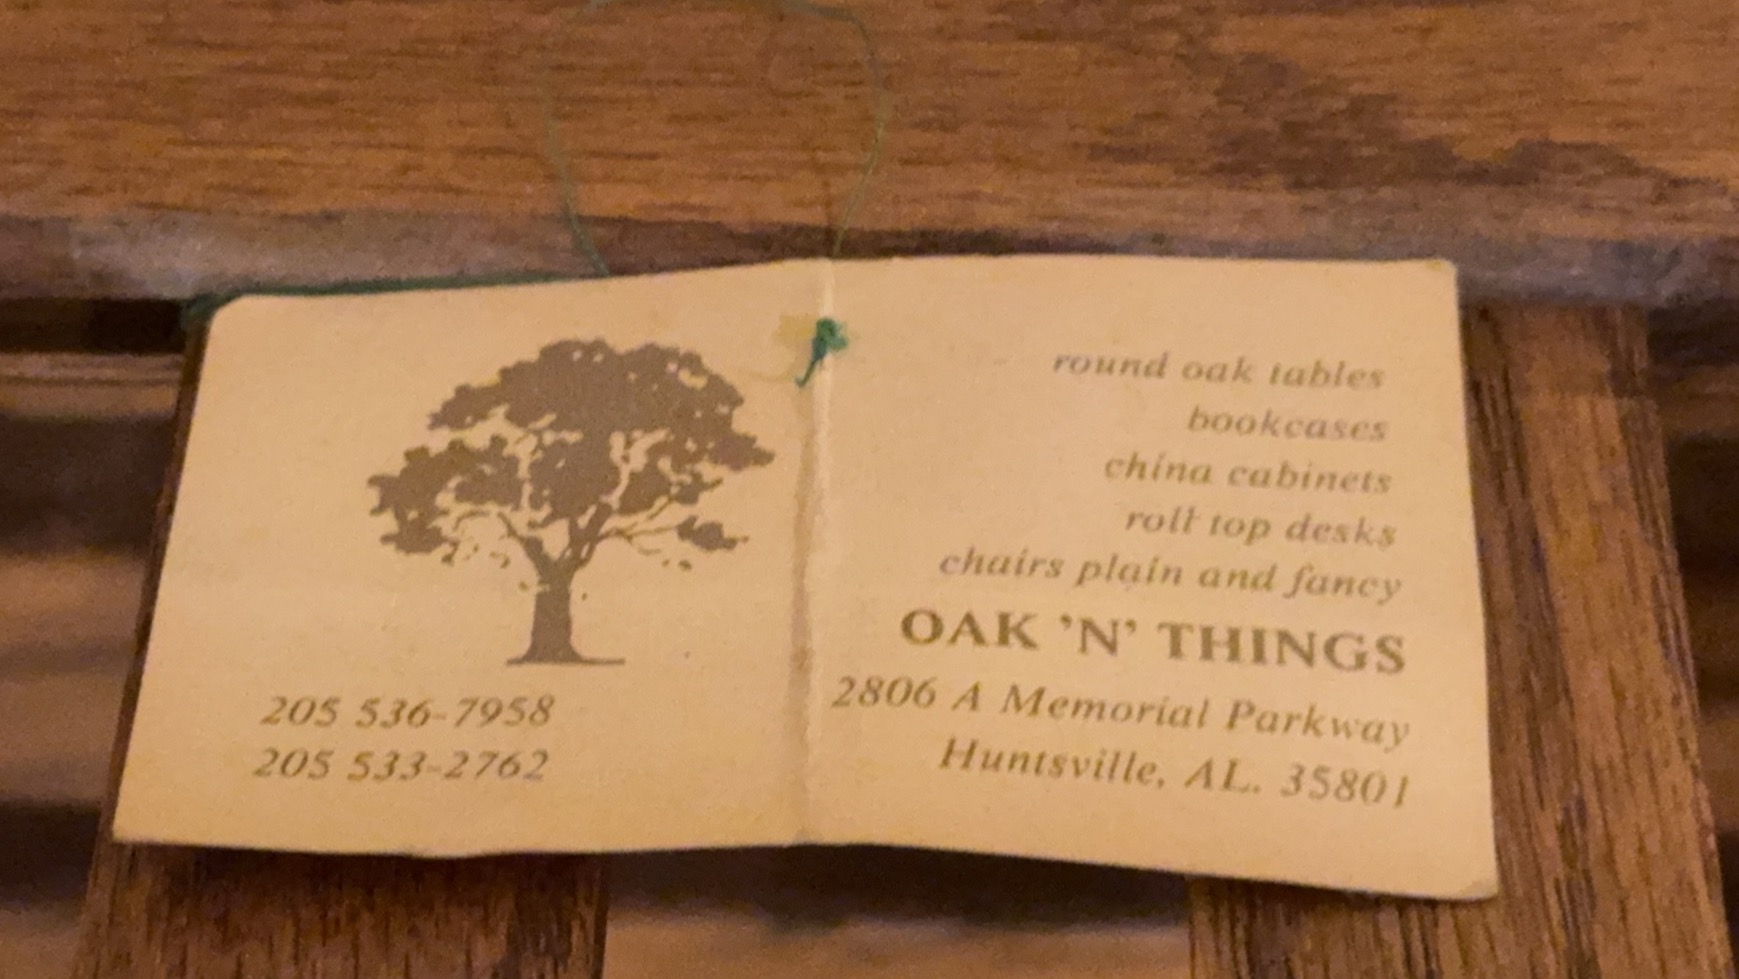 205 536-7958
205 533-2762
round oak tables
bookcases
china cabinets
roll top desks
chairs plain and fancy
OAK 'N' THINGS
2806 A Memorial Parkway
Huntsville, AL. 35801